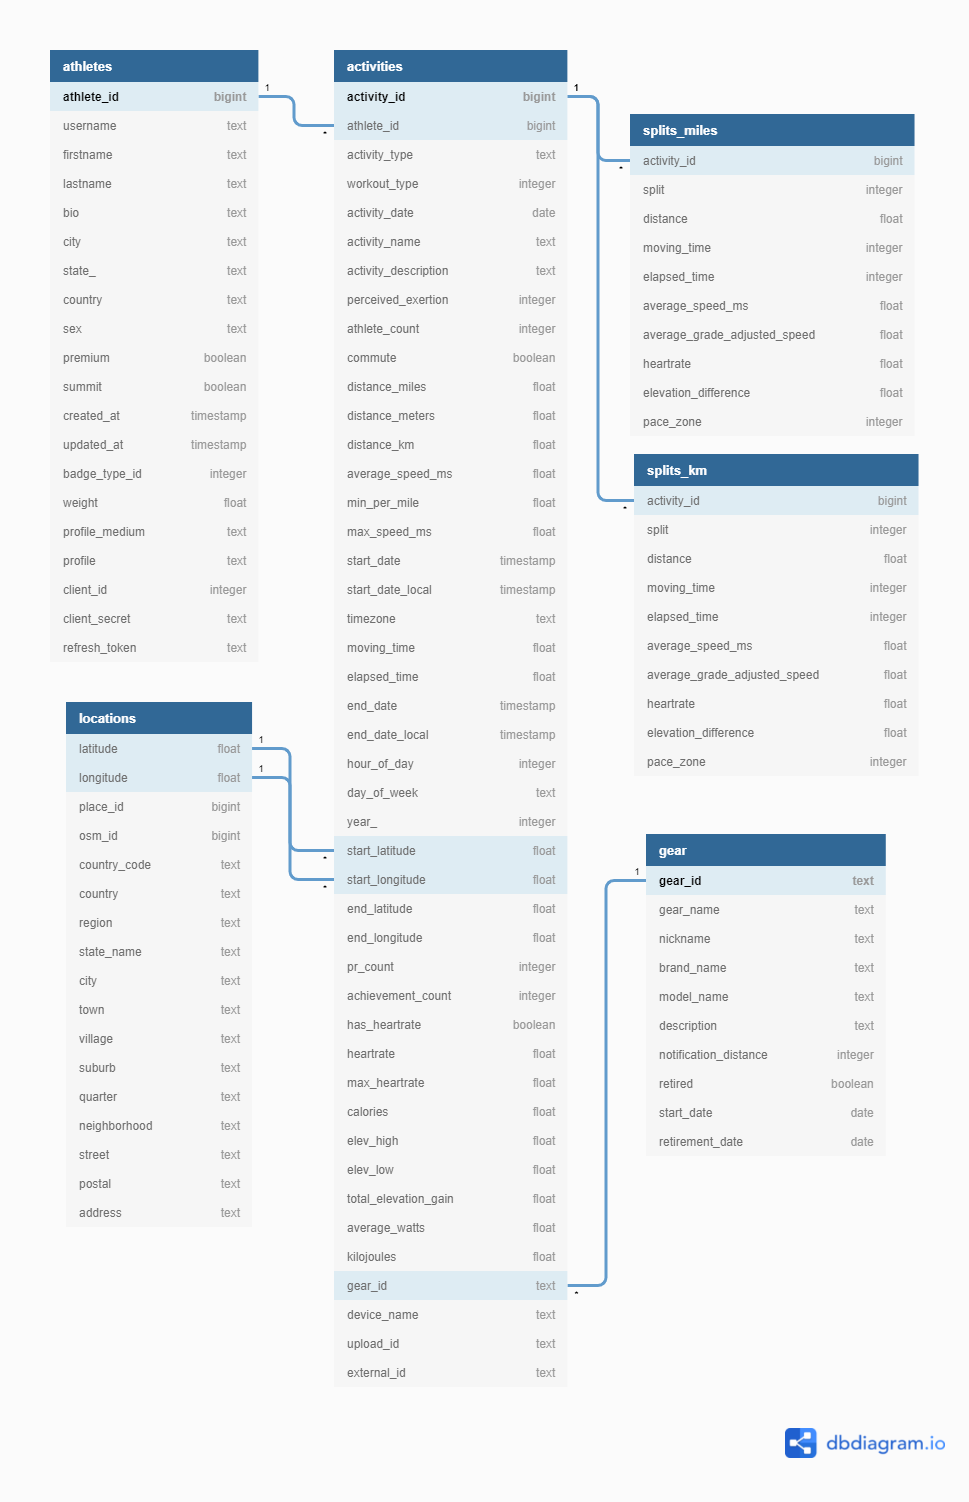 athletes
athlete_id bigint
username text
firstname text
lastname text
bio text
city text
state_ text
country text
sex text
premium boolean
summit boolean
created_at timestamp
updated_at timestamp
badge_type_id integer
weight float
profile_medium text
profile text
client_id integer
client_secret text
refresh_token text
1
*
locations
latitude float
longitude float
place_id bigint
osm_id bigint
country_code text
country text
region text
state_name text
city text
town text
village text
suburb text
quarter text
neighborhood text
street text
postal text
address text
1
1
*
*
activities
activity_id bigint
athlete_id bigint
activity_type text
workout_type integer
activity_date date
activity_name text
activity_description text
perceived_exertion integer
athlete_count integer
commute boolean
distance_miles float
distance_meters float
distance_km float
average_speed_ms float
min_per_mile float
max_speed_ms float
start_date timestamp
start_date_local timestamp
timezone text
moving_time float
elapsed_time float
end_date timestamp
end_date_local timestamp
hour_of_day integer
day_of_week text
year_ integer
start_latitude float
start_longitude float
end_latitude float
end_longitude float
pr_count integer
achievement_count integer
has_heartrate boolean
heartrate float
max_heartrate float
calories float
elev_high float
elev_low float
total_elevation_gain float
average_watts float
kilojoules float
gear_id text
device_name text
upload_id text
external_id text
1
*
*
splits_miles
activity_id bigint
split integer
distance float
moving_time integer
elapsed_time integer
average_speed_ms float
average_grade_adjusted_speed float
heartrate float
elevation_difference float
pace_zone integer
splits_km
activity_id bigint
split integer
distance float
moving_time integer
elapsed_time integer
average_speed_ms float
average_grade_adjusted_speed float
heartrate float
elevation_difference float
pace_zone integer
1
*
gear
gear_id text
gear_name text
nickname text
brand_name text
model_name text
description text
notification_distance integer
retired boolean
start_date date
retirement_date date
dbdiagram.io